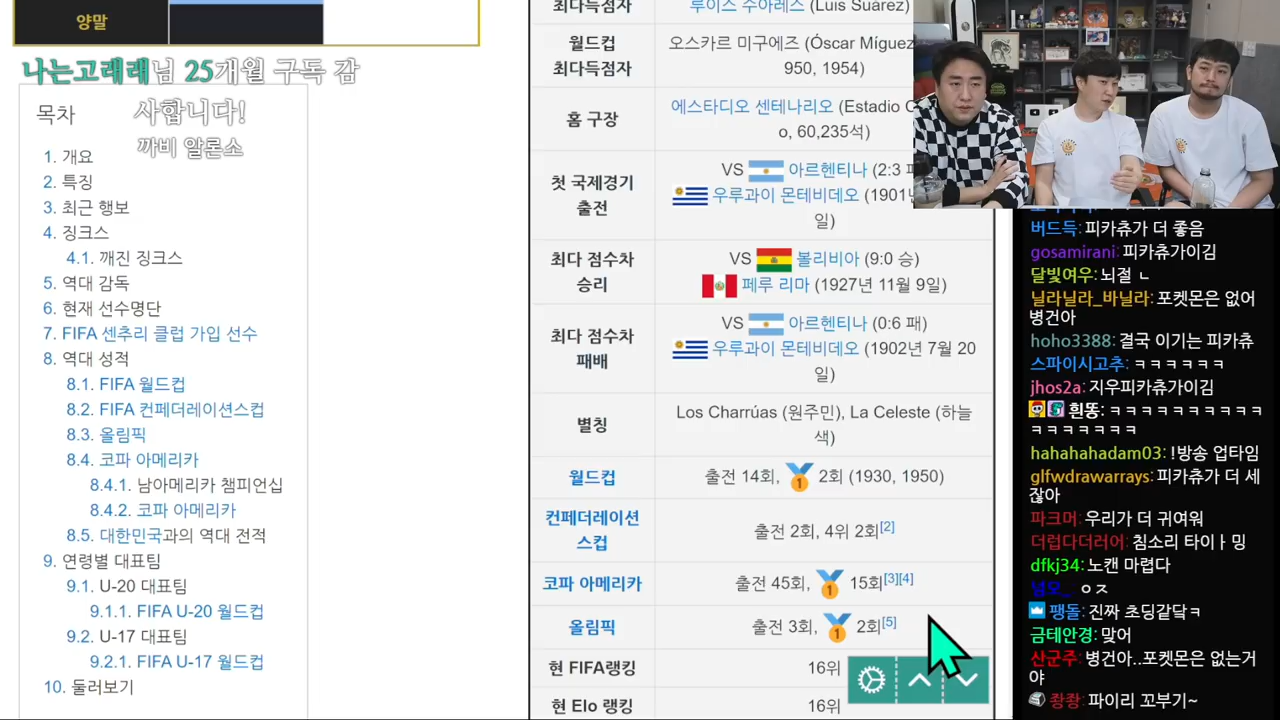 양말
나는고래래님 25개월 구독 감
사합니다!
까비 알론소
목차
1. 개요
2. 특징
3. 최근 행보
4. 징크스
4.1. 깨진 징크스
5. 역대 감독
6. 현재 선수명단
7. FIFA 센추리 클럽 가입 선수
8. 역대 성적
8.1. FIFA 월드컵
8.2. FIFA 컨페더레이션스컵
8.3. 올림픽
8.4. 코파 아메리카
8.4.1. 남아메리카 챔피언십
8.4.2. 코파 아메리카
8.5. 대한민국과의 역대 전적
9. 연령별 대표팀
9.1. U-20 대표팀
9.1.1. FIFA U-20 월드컵
9.2. U-17 대표팀
9.2.1. FIFA U-17 월드컵
10. 둘러보기
최다득점자
루이스 수아레스 (Luis Suárez)
월드컵
최다득점자
오스카르 미구에즈 (Óscar Míguez
950, 1954)
홈 구장
에스타디오 센테나리오 (Estadio C
o, 60,235석)
첫 국제경기
출전
VS 아르헨티나 (2:3 패
우루과이 몬테비데오 (1901년
일)
최다 점수차
승리
VS 볼리비아 (9:0 승)
페루 리마 (1927년 11월 9일)
최다 점수차
패배
VS 아르헨티나 (0:6 패)
우루과이 몬테비데오 (1902년 7월 20
일)
별칭
Los Charrúas (원주민), La Celeste (하늘
색)
월드컵
출전 14회, 1 2회 (1930, 1950)
컨페더레이션
스컵
출전 2회, 4위 2회[2]
코파 아메리카
출전 45회, 1 15회[3][4]
올림픽
출전 3회, 1 2회[5]
현 FIFA랭킹
16위
현 Elo 랭킹
16위
버드득: 피카츄가 더 좋음
gosamirani: 피카츄가이김
달빛여우: 뇌절 ㄴ
닐라닐라_바닐라: 포켓몬은 없어
병건아
hoho3388: 결국 이기는 피카츄
스파이시고추: ㅋㅋㅋㅋㅋㅋ
jhos2a: 지우피카츄가이김
흰똥: ㅋㅋㅋㅋㅋㅋㅋㅋㅋㅋ
ㅋㅋㅋㅋㅋㅋㅋ
hahahahadam03: !방송 업타임
glfwdrawarrays: 피카츄가 더 세
잖아
파크머: 우리가 더 귀여워
더럽다더러어: 침소리 타이ㅏ밍
dfkj34: 노캔 마렵다
ㅇㅈ
팽돌: 진짜 초딩같닼ㅋ
금테안경: 맞어
산군주: 병건아..포켓몬은 없는거
야
좡좡: 파이리 꼬부기~